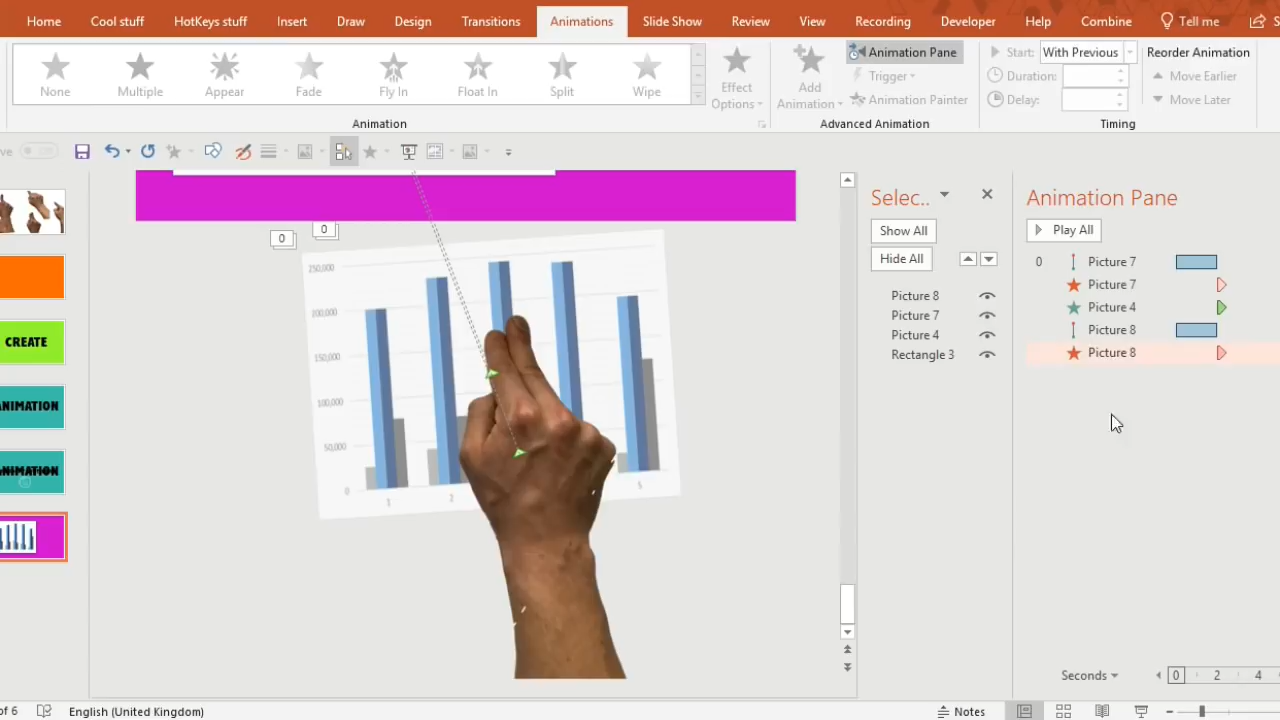 Home Cool stuff HotKeys stuff Insert Draw Design Transitions Animations Slide Show Review View Recording Developer Help Combine Tell me S
None Multiple Appear Fade Fly In Float In Split Wipe
Effect Options
Add Animation
Animation Pane
Trigger
Animation Painter
Start: With Previous
Duration:
Delay:
Reorder Animation
Move Earlier
Move Later
Animation Advanced Animation Timing
ve
CREATE
ANIMATION
ANIMATION
0 0
250,000
200,000
150,000
100,000
50,000
0
1 2 5
Selec..
Show All
Hide All
Picture 8
Picture 7
Picture 4
Rectangle 3
Animation Pane
Play All
0 Picture 7
Picture 7
Picture 4
Picture 8
Picture 8
Seconds 0 2 4
of 6 English (United Kingdom) Notes